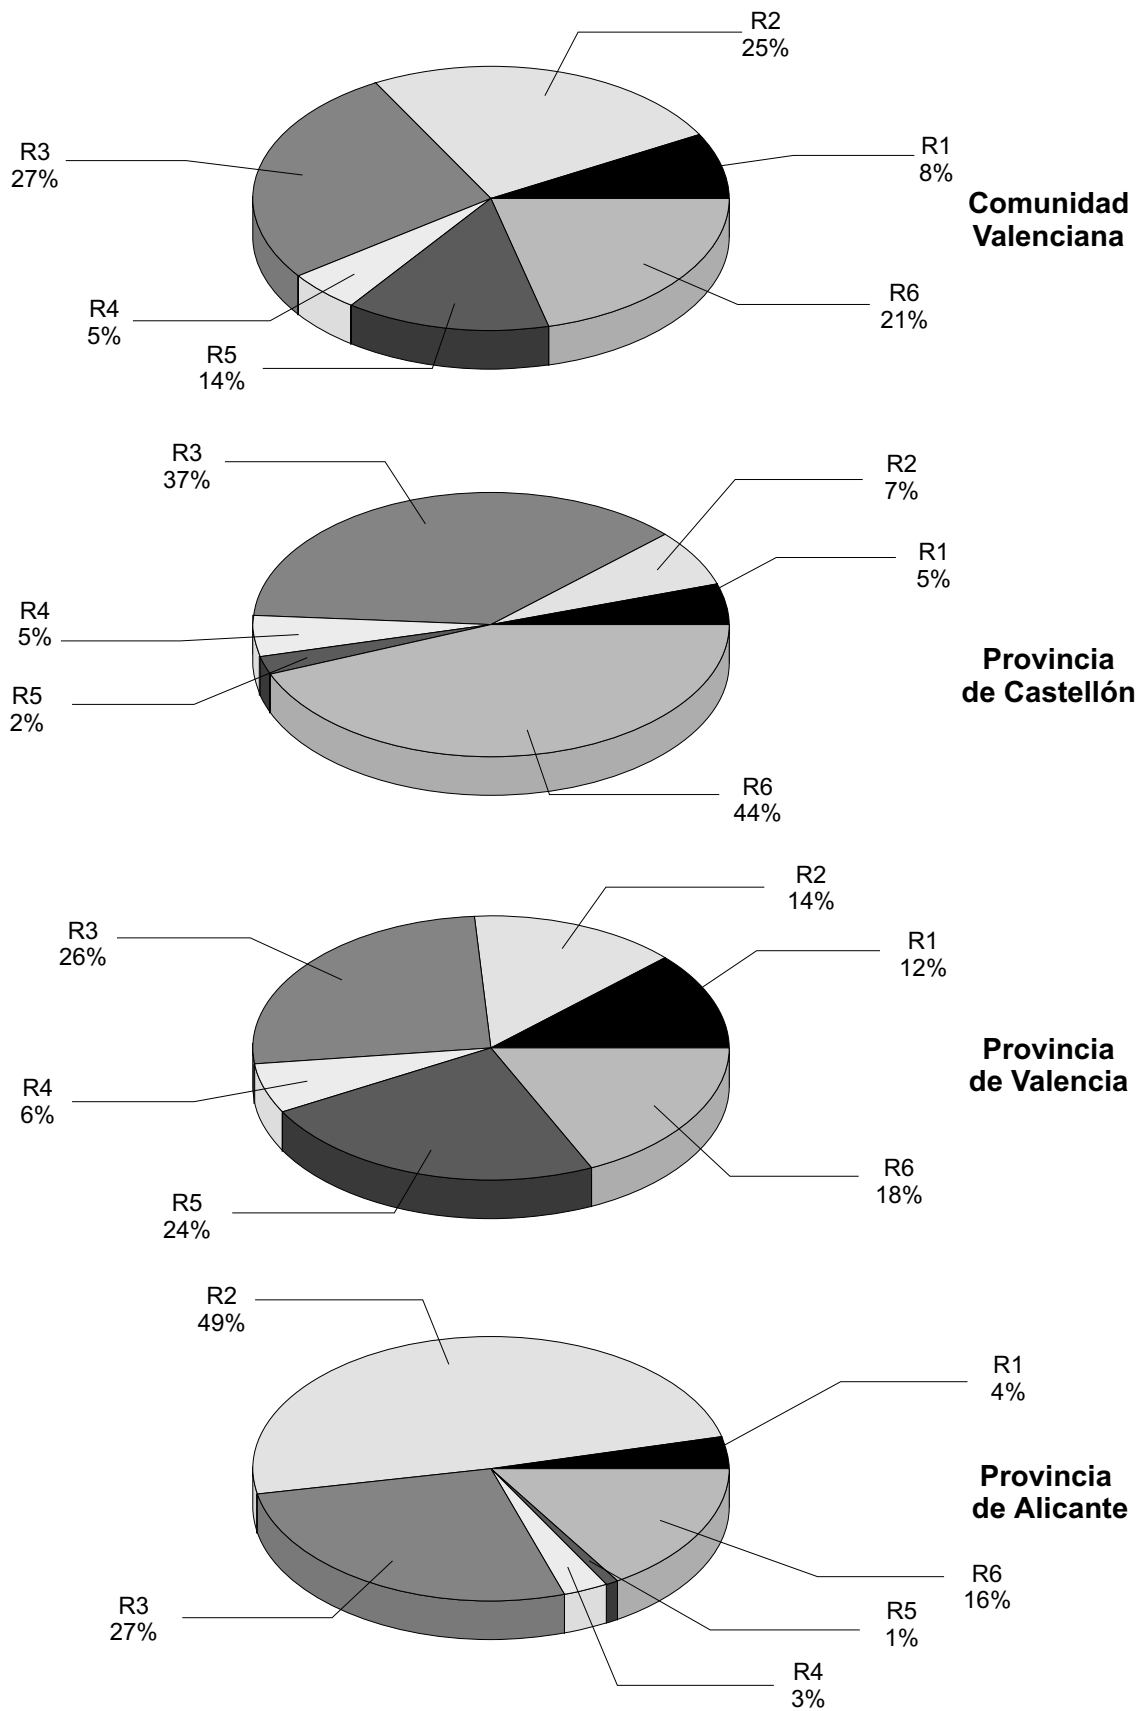 R2
25%
R1
8%
R3
27%
Comunidad
Valenciana
R6
21%
R4
5%
R5
14%
R3
37%
R2
7%
R1
5%
R4
5%
Provincia
de Castellón
R5
2%
R6
44%
R2
14%
R3
26%
R1
12%
Provincia
de Valencia
R4
6%
R6
18%
R5
24%
R2
49%
R1
4%
Provincia
de Alicante
R6
16%
R3
27%
R5
1%
R4
3%